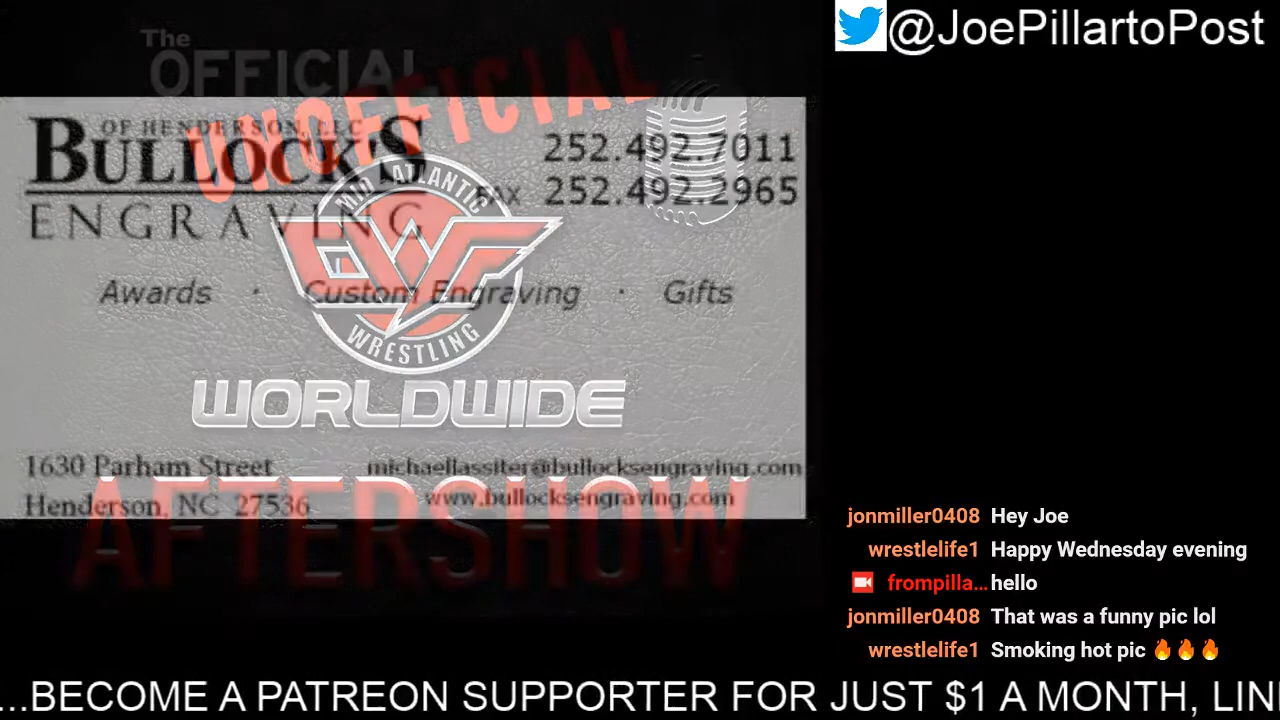 @JoePillartoPost
The
OFFICIAL
UNOFFICIAL
OF HENDERSON, LLC
BULLOCK'S
ENGRAVING
252.492.7011
FAX 252.492.2965
MID ATLANTIC
CWF
WRESTLING
Awards · Custom Engraving · Gifts
WORLDWIDE
1630 Parham Street
Henderson, NC 27536
michaellassiter@bullocksengraving.com
www.bullocksengraving.com
AFTERSHOW
jonmiller0408 Hey Joe
wrestlelife1 Happy Wednesday evening
frompilla... hello
jonmiller0408 That was a funny pic lol
wrestlelife1 Smoking hot pic 🔥🔥🔥
...BECOME A PATREON SUPPORTER FOR JUST $1 A MONTH, LIN